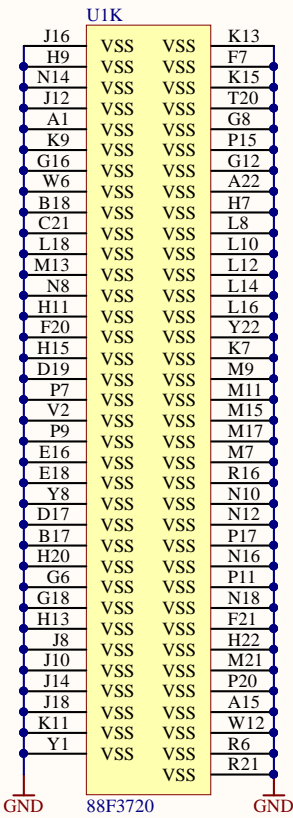 U1K
J16 VSS VSS K13
H9 VSS VSS F7
N14 VSS VSS K15
J12 VSS VSS T20
A1 VSS VSS G8
K9 VSS VSS P15
G16 VSS VSS G12
W6 VSS VSS A22
B18 VSS VSS H7
C21 VSS VSS L8
L18 VSS VSS L10
M13 VSS VSS L12
N8 VSS VSS L14
H11 VSS VSS L16
F20 VSS VSS Y22
H15 VSS VSS K7
D19 VSS VSS M9
P7 VSS VSS M11
V2 VSS VSS M15
P9 VSS VSS M17
E16 VSS VSS M7
E18 VSS VSS R16
Y8 VSS VSS N10
D17 VSS VSS N12
B17 VSS VSS P17
H20 VSS VSS N16
G6 VSS VSS P11
G18 VSS VSS N18
H13 VSS VSS F21
J8 VSS VSS H22
J10 VSS VSS M21
J14 VSS VSS P20
J18 VSS VSS A15
K11 VSS VSS W12
Y1 VSS VSS R6
VSS R21
GND 88F3720 GND